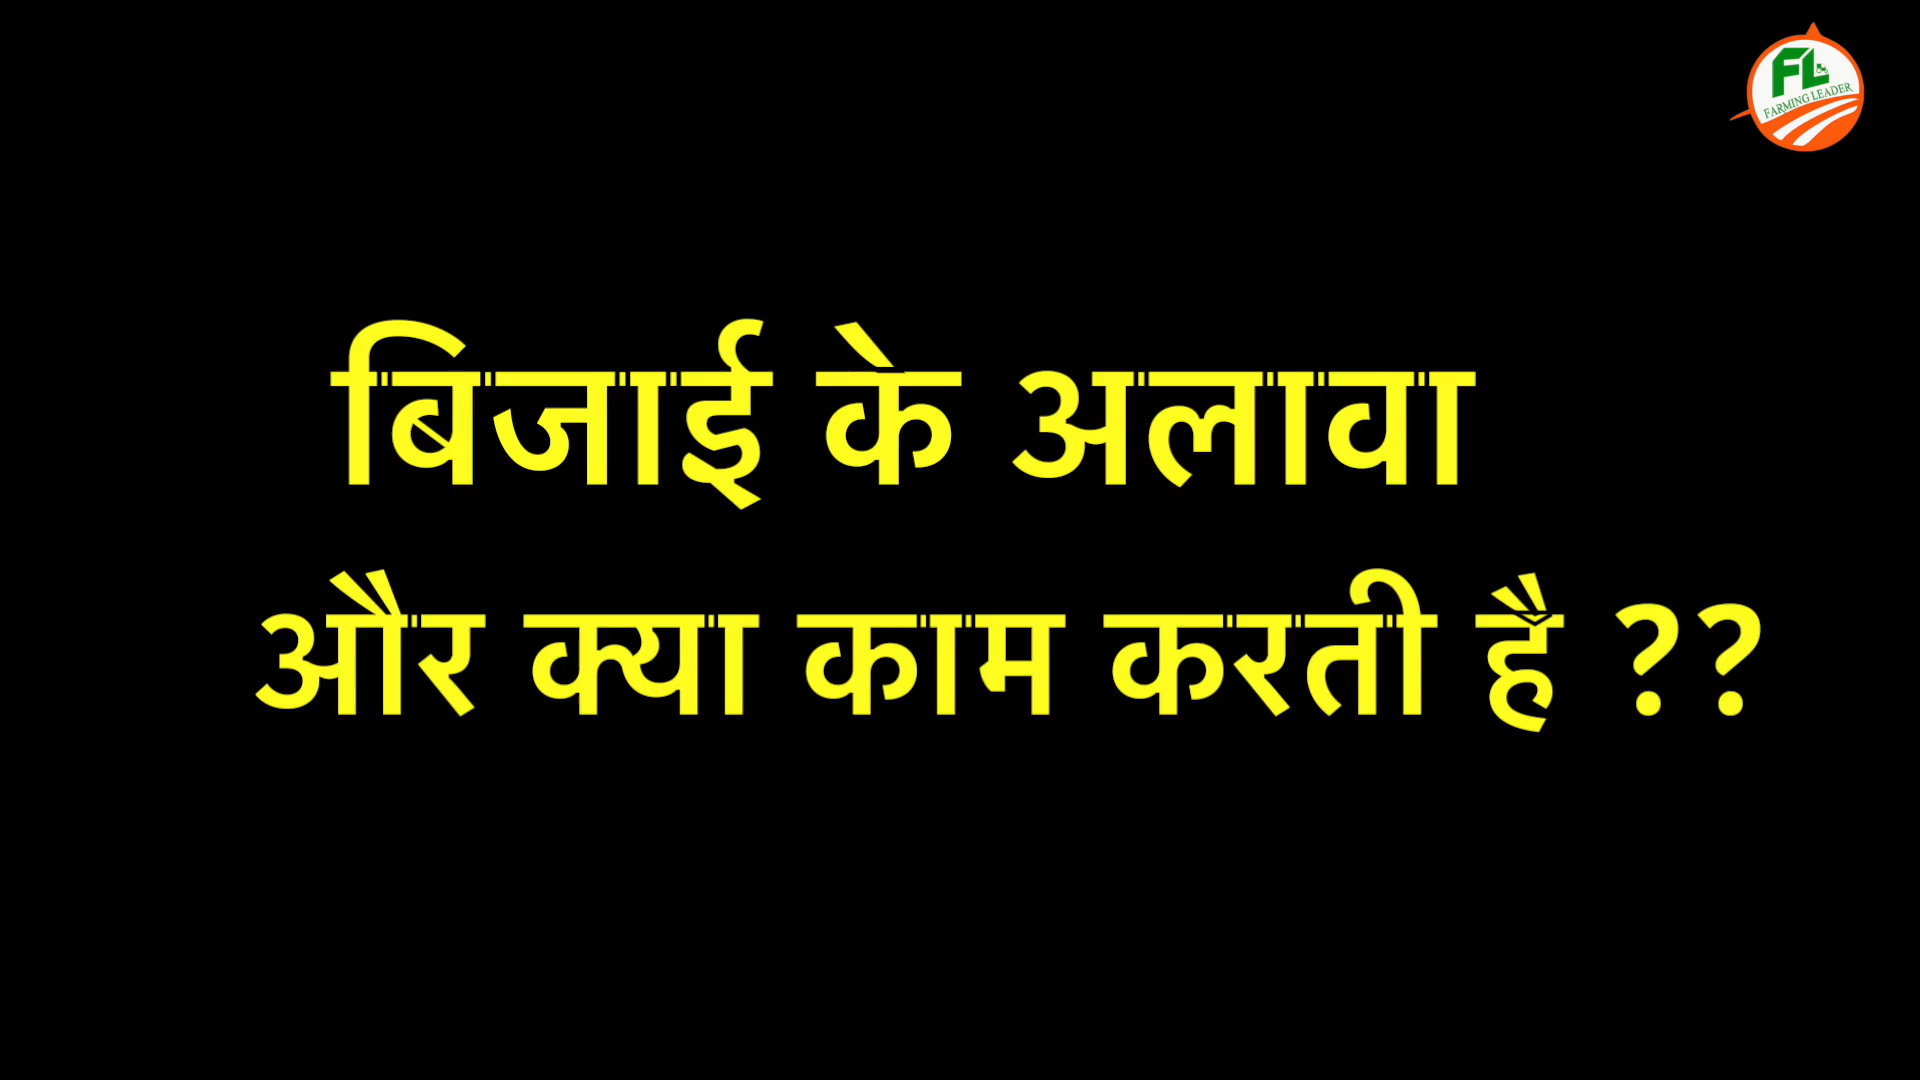 FL
FARMING LEADER
बिजाई के अलावा
और क्या काम करती है ??